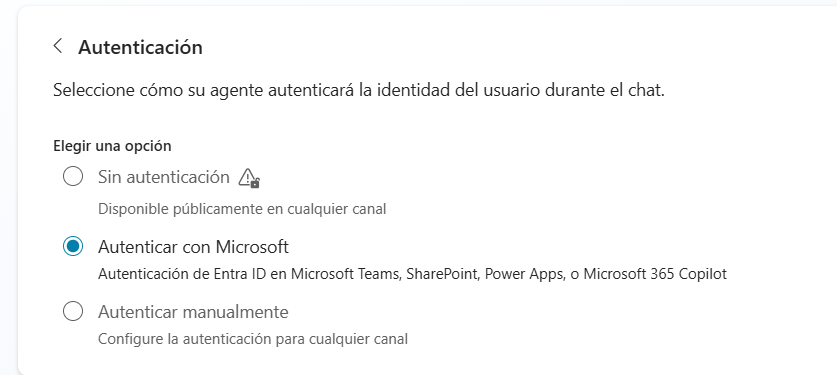 Autenticación
Seleccione cómo su agente autenticará la identidad del usuario durante el chat.
Elegir una opción
Sin autenticación
Disponible públicamente en cualquier canal
Autenticar con Microsoft
Autenticación de Entra ID en Microsoft Teams, SharePoint, Power Apps, o Microsoft 365 Copilot
Autenticar manualmente
Configure la autenticación para cualquier canal